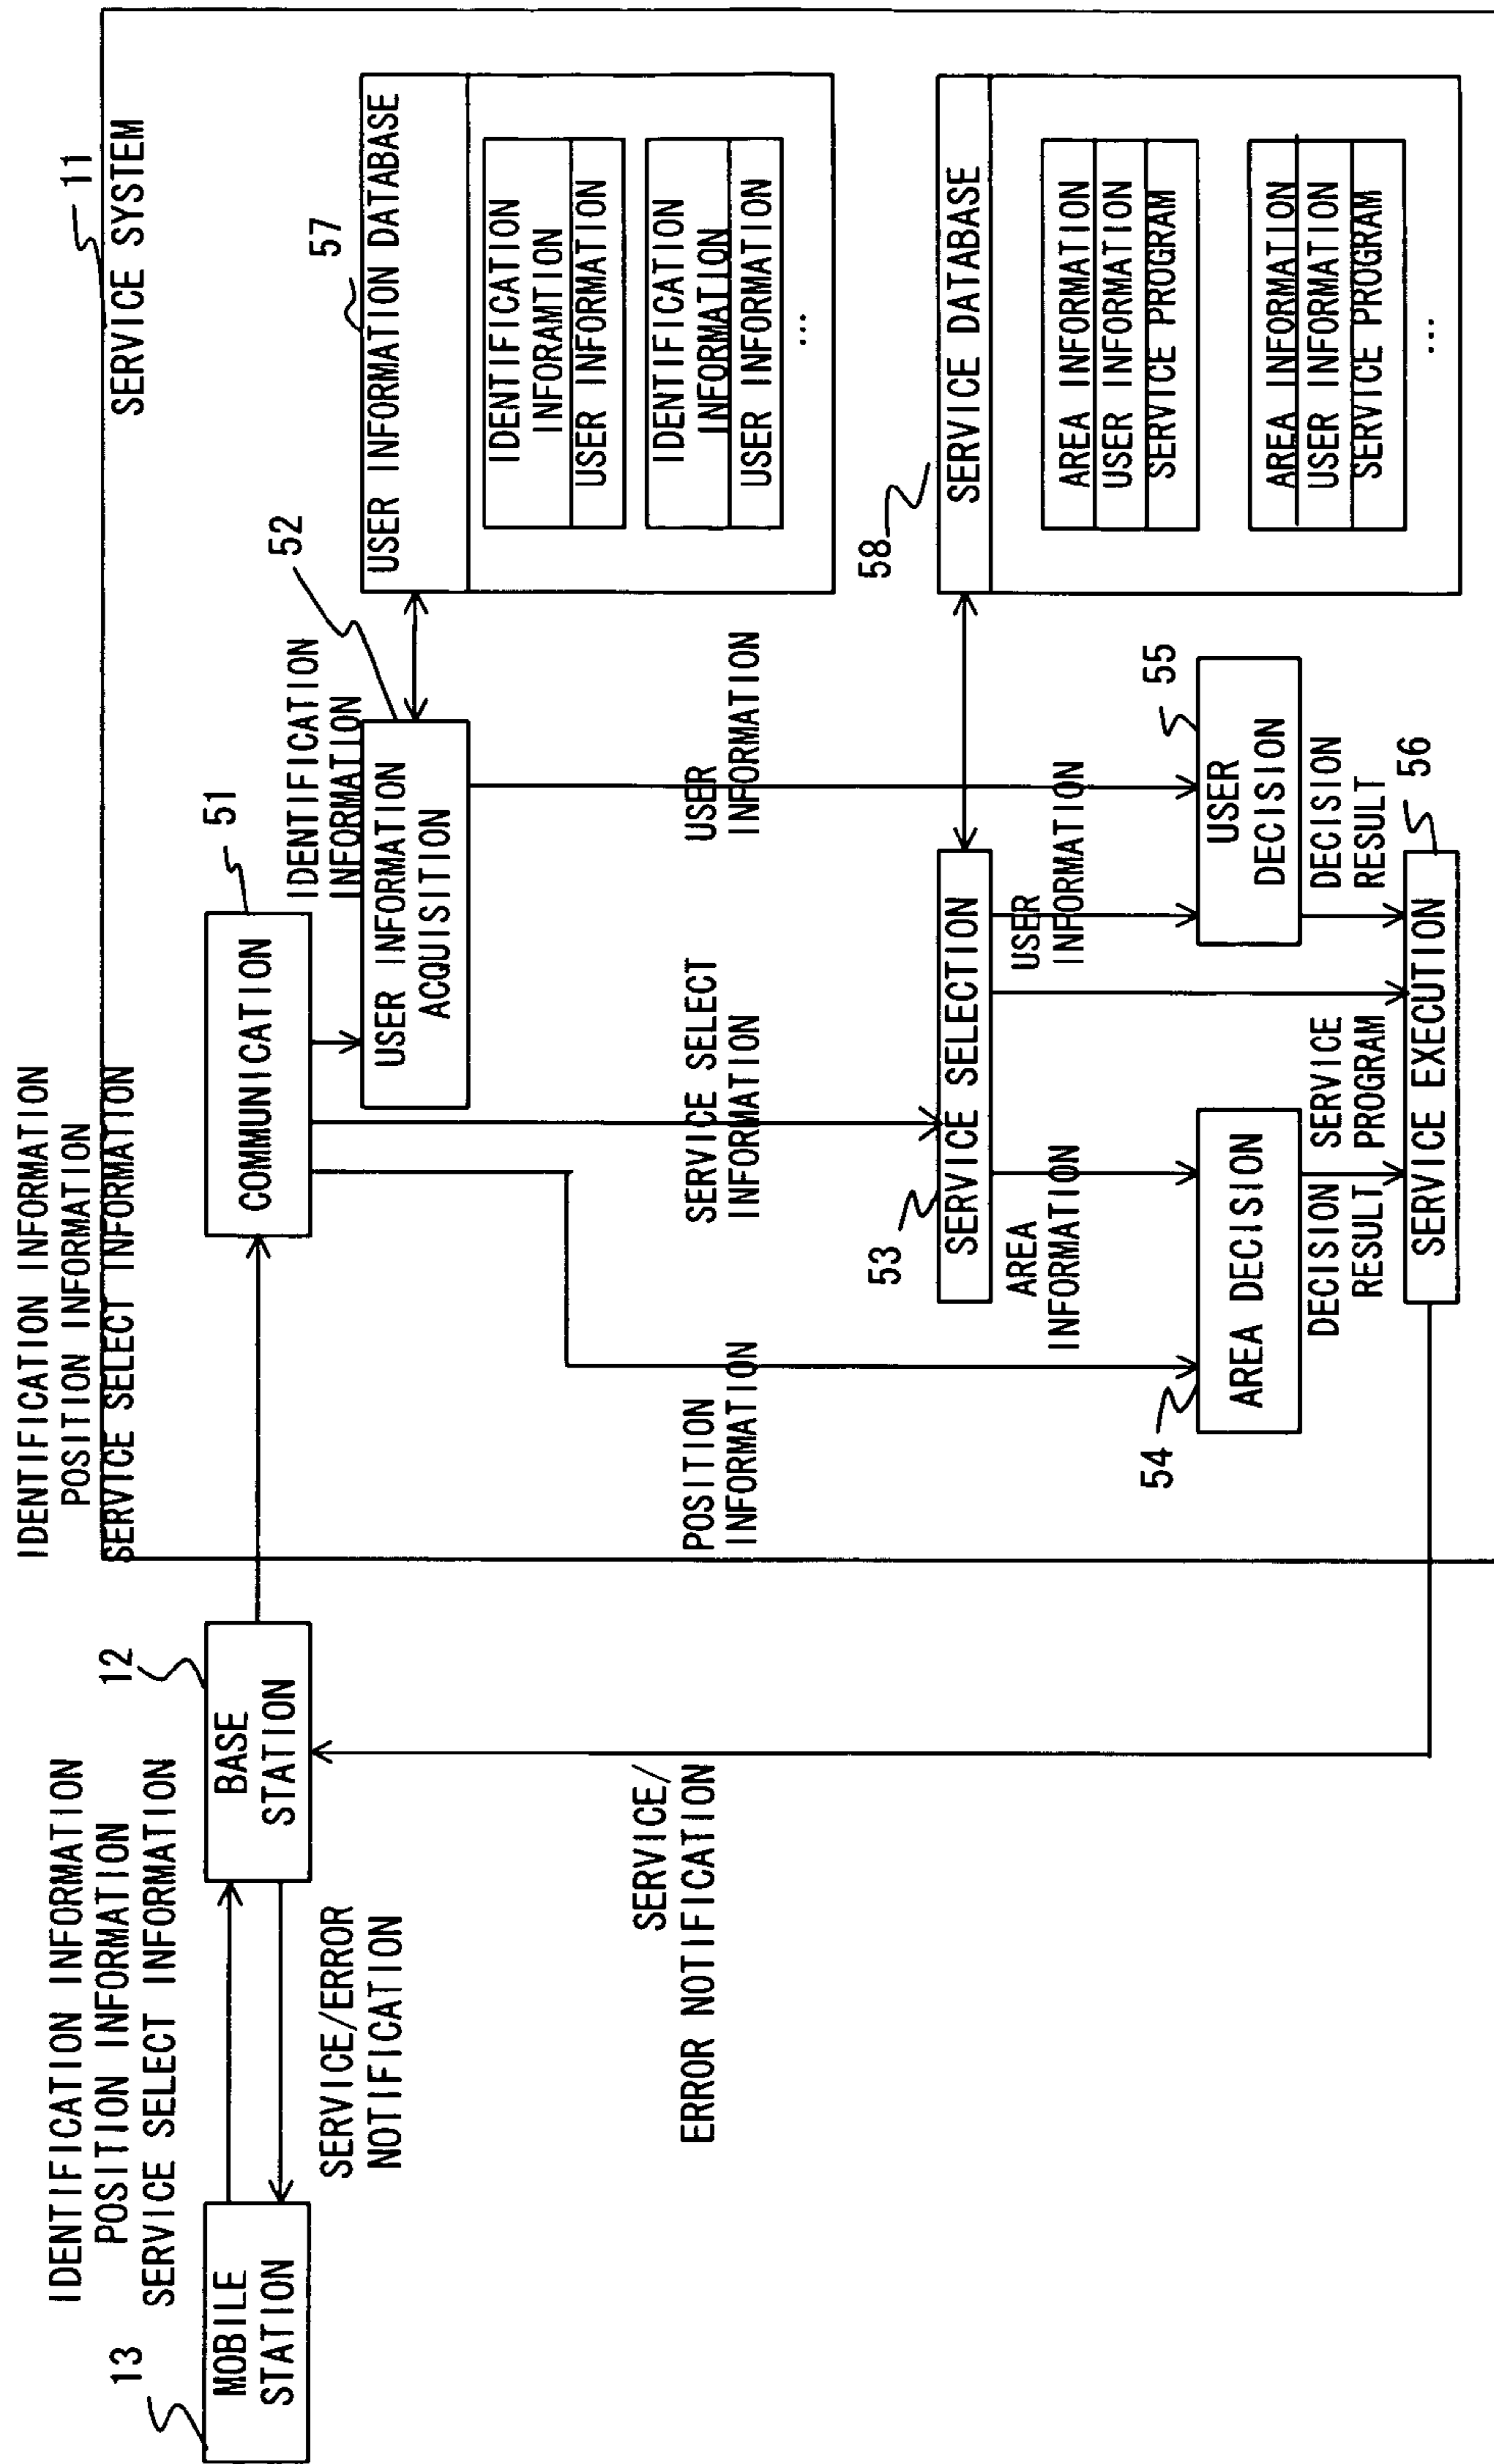 13
MOBILE
STATION
IDENTIFICATION INFORMATION
POSITION INFORMATION
SERVICE SELECT INFORMATION
SERVICE/ERROR
NOTIFICATION
12
BASE
STATION
SERVICE/
ERROR NOTIFICATION
IDENTIFICATION INFORMATION
POSITION INFORMATION
SERVICE SELECT INFORMATION
11
SERVICE SYSTEM
COMMUNICATION
51
IDENTIFICATION
INFORMATION
52
USER INFORMATION
ACQUISITION
57
USER INFORMATION DATABASE
IDENTIFICATION
INFORAMTION
USER INFORMATION
IDENTIFICATION
INFORMATION
USER INFORMATION
...
POSITION
INFORMATION
SERVICE SELECT
INFORMATION
USER
INFORMATION
53
SERVICE SELECTION
58
SERVICE DATABASE
AREA INFORMATION
USER INFORMATION
SERVICE PROGRAM
AREA INFORMATION
USER INFORMATION
SERVICE PROGRAM
...
AREA
INFORMATION
USER
INFORMATION
54
AREA DECISION
55
USER
DECISION
DECISION
RESULT
SERVICE
PROGRAM
DECISION
RESULT
56
SERVICE EXECUTION